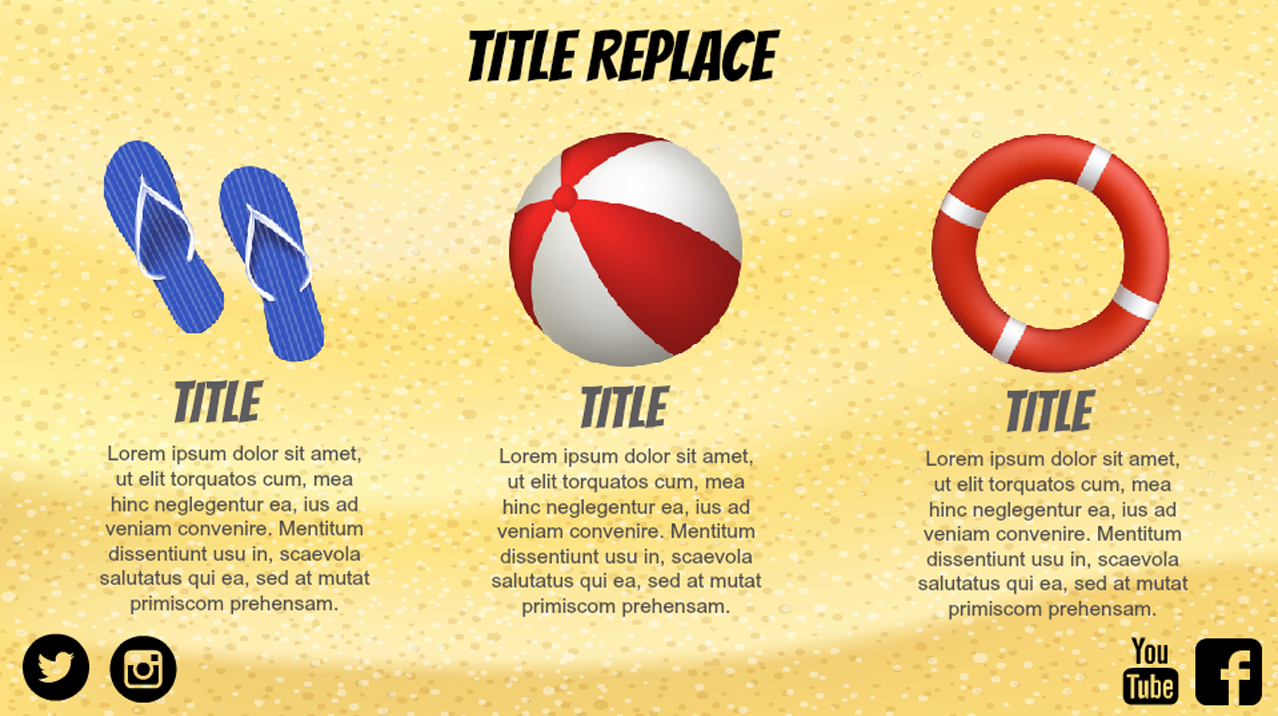 TITLE REPLACE
TITLE
Lorem ipsum dolor sit amet,
ut elit torquatos cum, mea
hinc neglegentur ea, ius ad
veniam convenire. Mentitum
dissentiunt usu in, scaevola
salutatus qui ea, sed at mutat
primiscom prehensam.
TITLE
Lorem ipsum dolor sit amet,
ut elit torquatos cum, mea
hinc neglegentur ea, ius ad
veniam convenire. Mentitum
dissentiunt usu in, scaevola
salutatus qui ea, sed at mutat
primiscom prehensam.
TITLE
Lorem ipsum dolor sit amet,
ut elit torquatos cum, mea
hinc neglegentur ea, ius ad
veniam convenire. Mentitum
dissentiunt usu in, scaevola
salutatus qui ea, sed at mutat
primiscom prehensam.
You
Tube